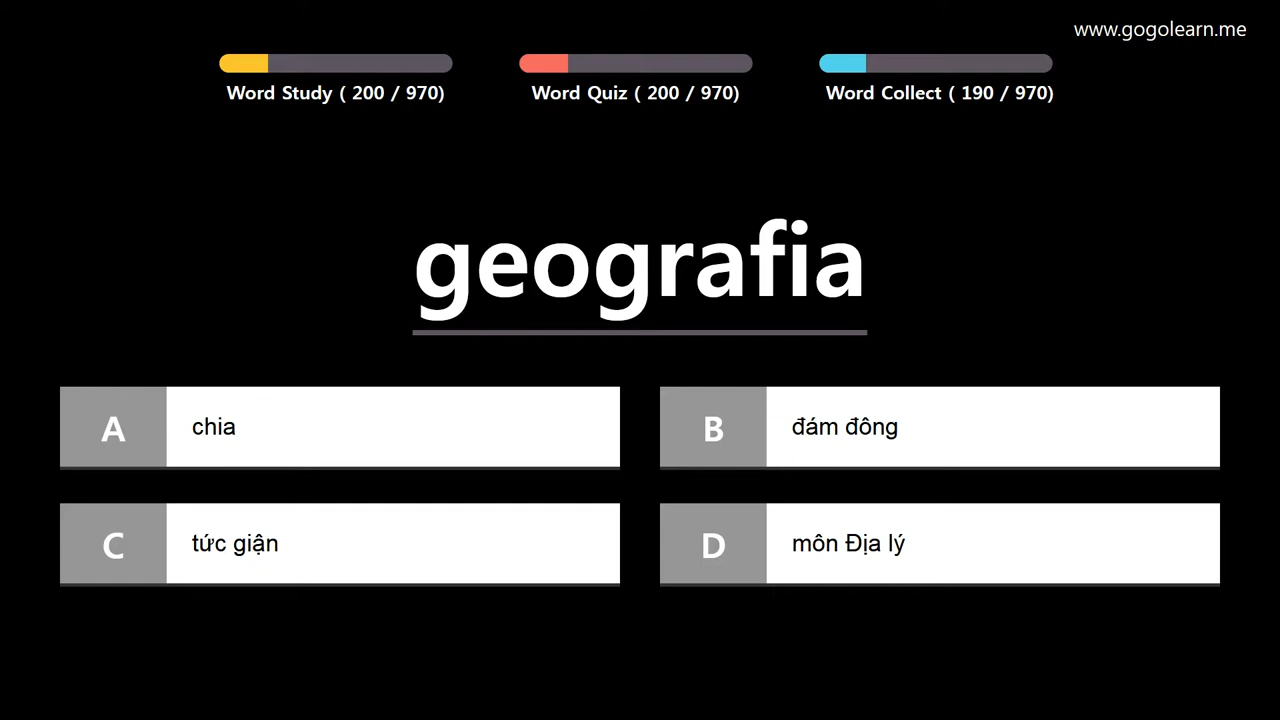 www.gogolearn.me
Word Study ( 200 / 970)
Word Quiz ( 200 / 970)
Word Collect ( 190 / 970)
geografia
A chia
B đám đông
C tức giận
D môn Địa lý